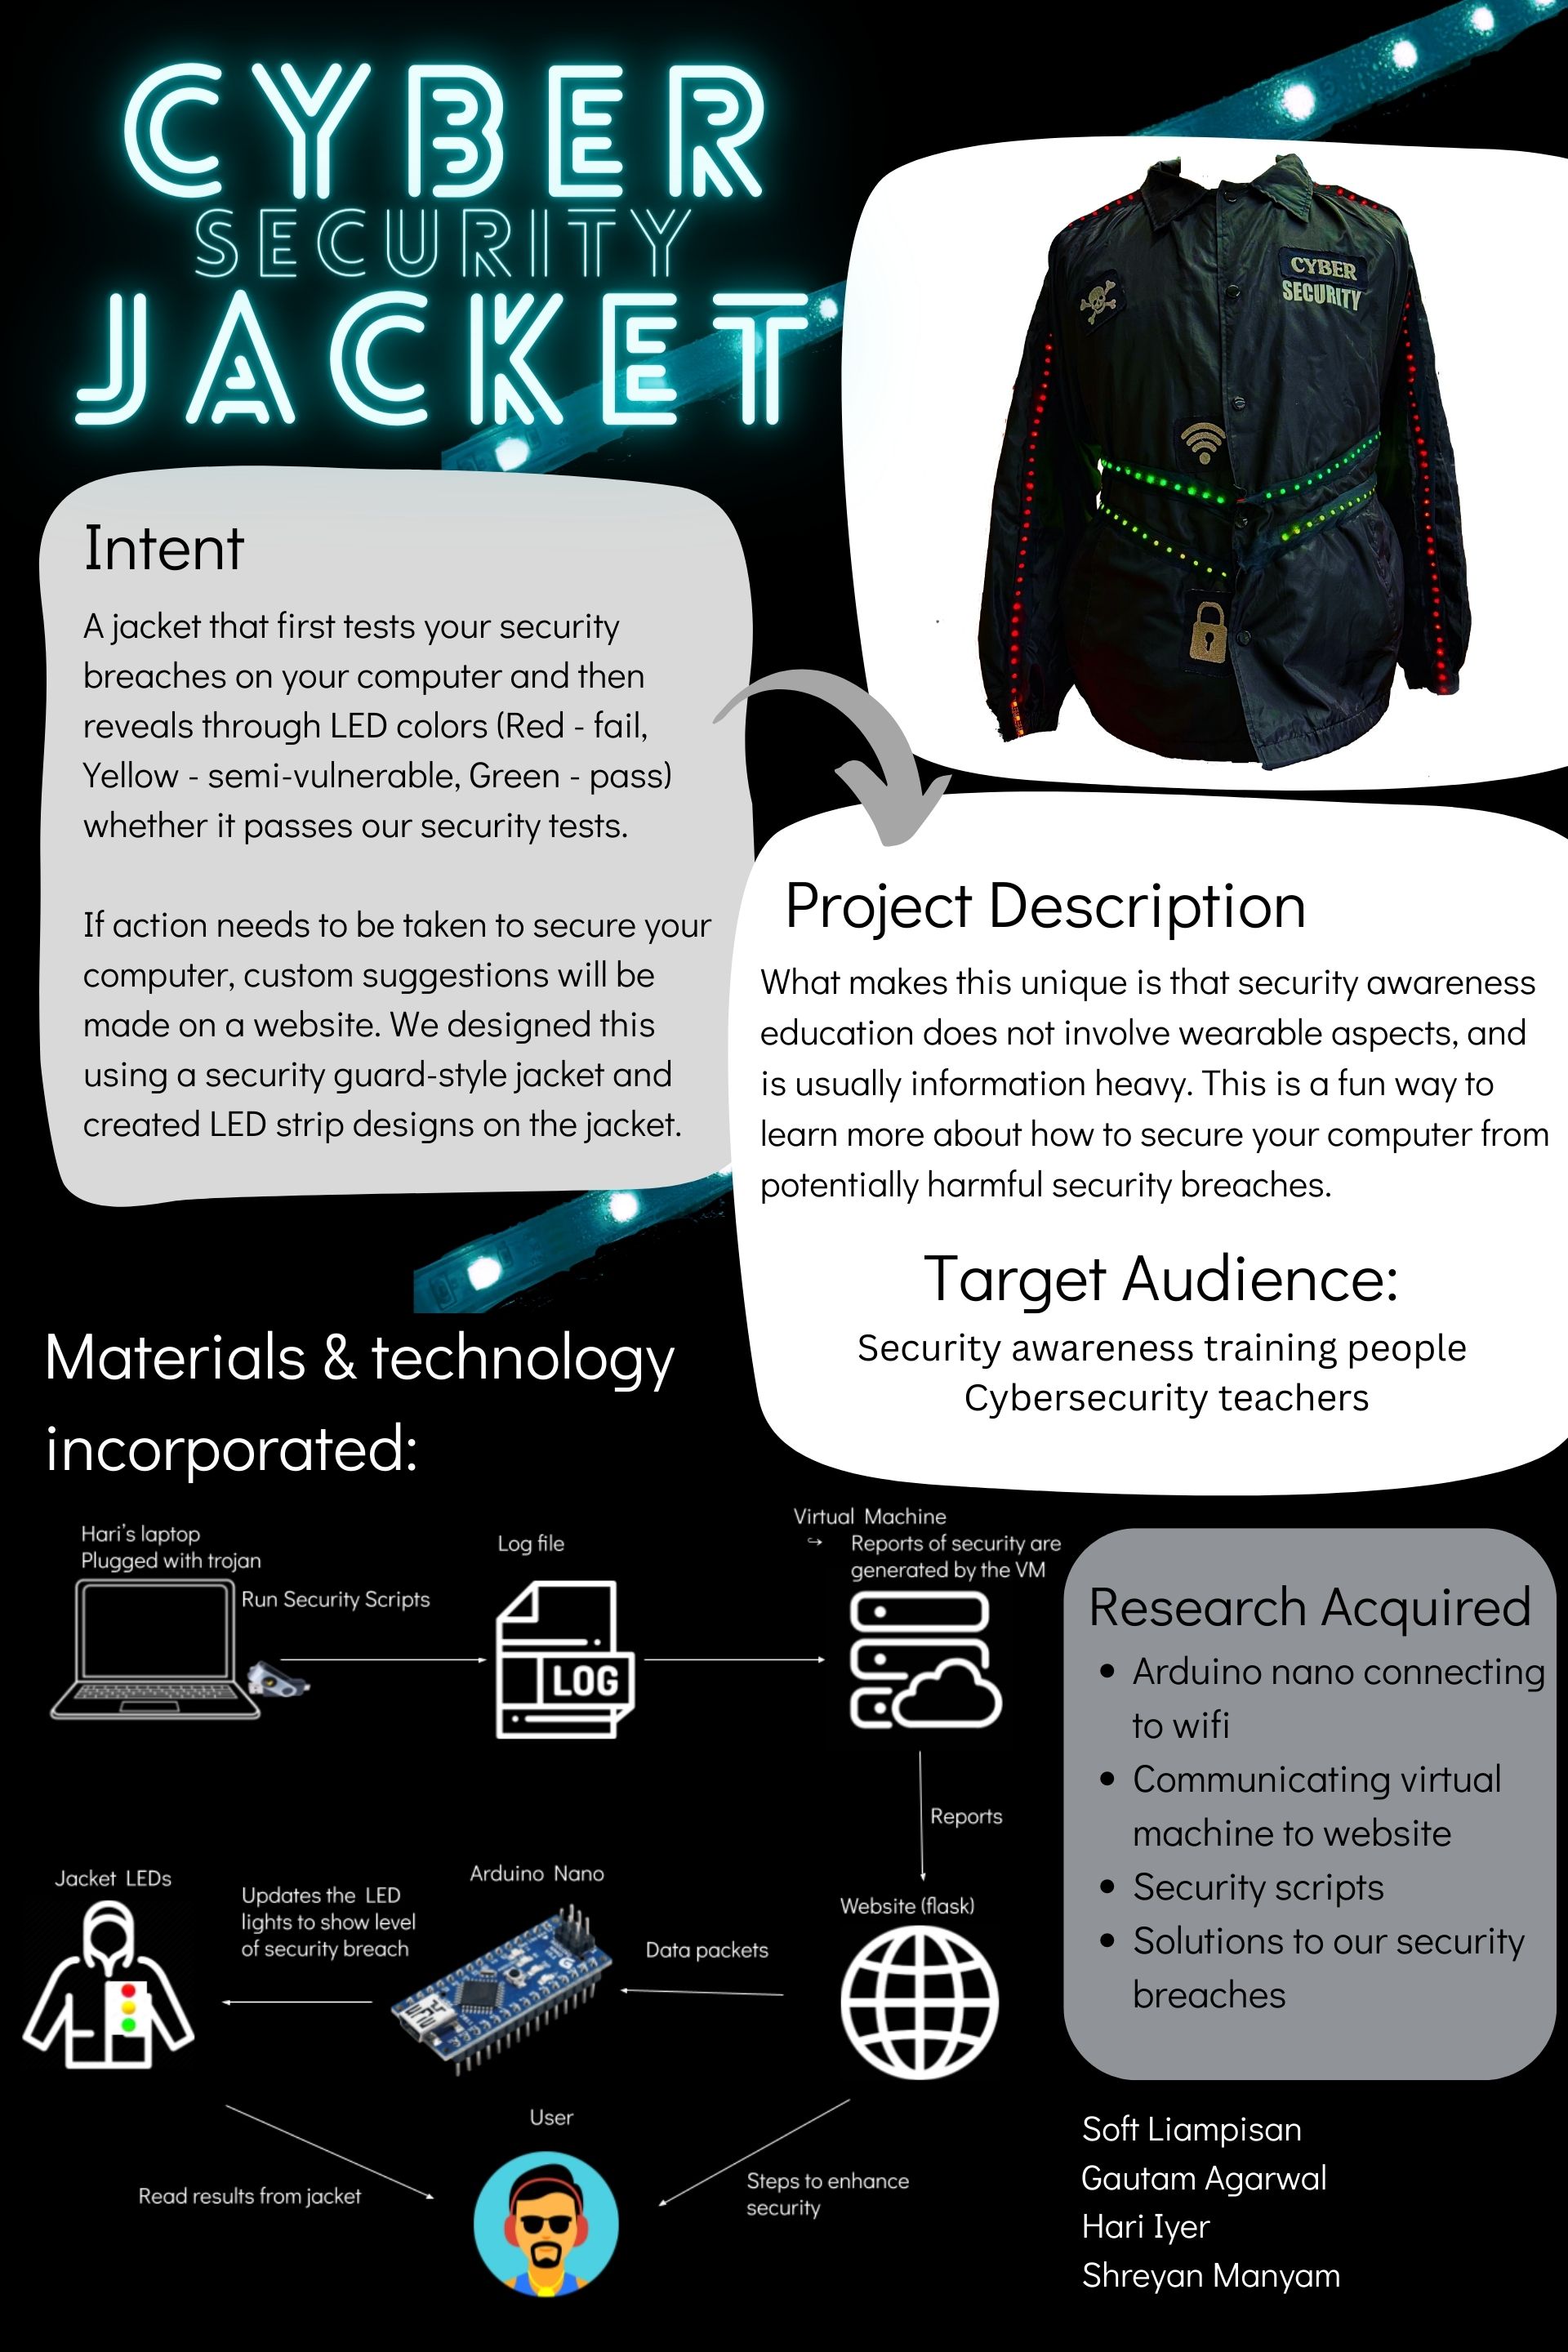 CYBER
SECURITY
JACKET
CYBER
SECURITY
Intent
A jacket that first tests your security
breaches on your computer and then
reveals through LED colors (Red - fail,
Yellow - semi-vulnerable, Green - pass)
whether it passes our security tests.
If action needs to be taken to secure your
computer, custom suggestions will be
made on a website. We designed this
using a security guard-style jacket and
created LED strip designs on the jacket.
Project Description
What makes this unique is that security awareness
education does not involve wearable aspects, and
is usually information heavy. This is a fun way to
learn more about how to secure your computer from
potentially harmful security breaches.
Target Audience:
Security awareness training people
Cybersecurity teachers
Materials & technology
incorporated:
Hari's laptop
Plugged with trojan
Run Security Scripts
Log file
LOG
Virtual Machine
↪ Reports of security are
generated by the VM
Reports
Website (flask)
Data packets
Arduino Nano
Updates the LED
lights to show level
of security breach
Jacket LEDs
User
Read results from jacket
Steps to enhance
security
Research Acquired
• Arduino nano connecting
to wifi
• Communicating virtual
machine to website
• Security scripts
• Solutions to our security
breaches
Soft Liampisan
Gautam Agarwal
Hari Iyer
Shreyan Manyam